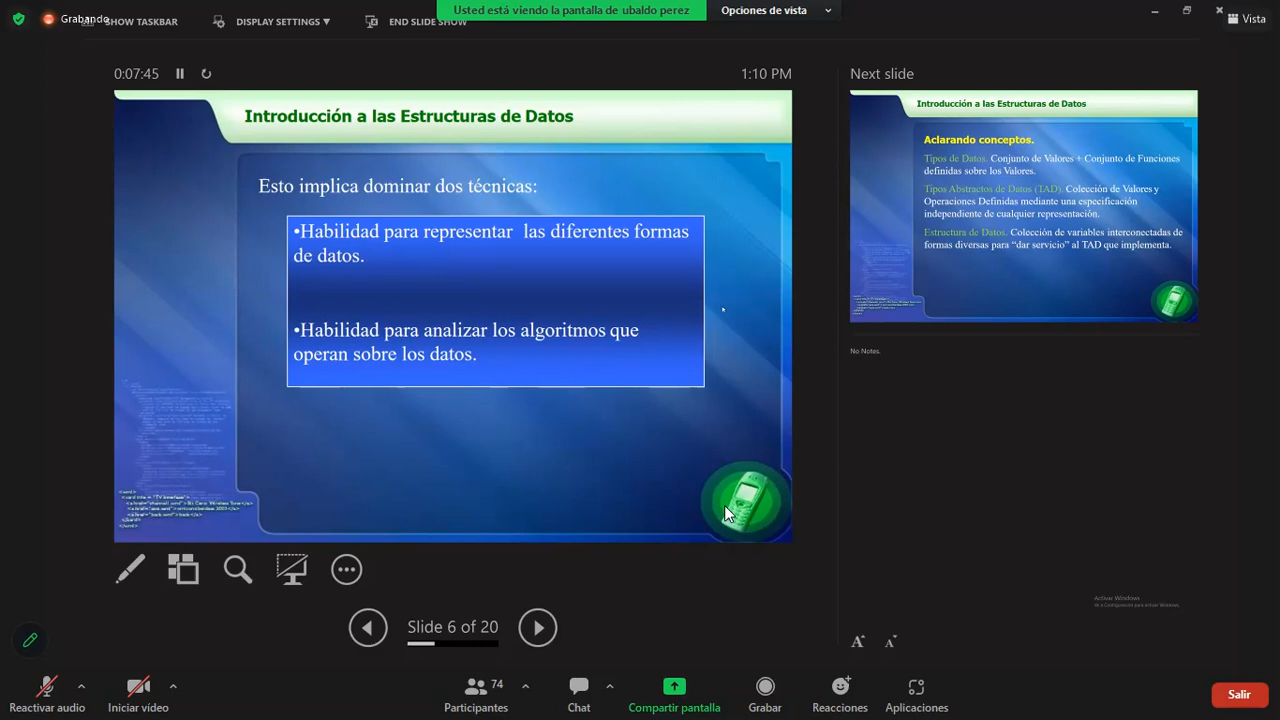 Grabando
SHOW TASKBAR
DISPLAY SETTINGS ▼
END SLIDE SHOW
Usted está viendo la pantalla de ubaldo perez
Opciones de vista
Vista
0:07:45
1:10 PM
Introducción a las Estructuras de Datos
Esto implica dominar dos técnicas:
•Habilidad para representar las diferentes formas
de datos.
•Habilidad para analizar los algoritmos que
operan sobre los datos.
Next slide
Introducción a las Estructuras de Datos
Aclarando conceptos.
Tipos de Datos. Conjunto de Valores + Conjunto de Funciones
definidas sobre los Valores.
Tipos Abstractos de Datus (TAD). Colección de Valores y
Operaciones Definidas mediante una especificación
independiente de cualquier representación.
Estructura de Datos. Colección de variables interconectadas de
formas diversas para “dar servicio” al TAD que implementa.
No Notes.
Activar Windows
Slide 6 of 20
A A
Reactivar audio
Iniciar vídeo
74
Participantes
Chat
Compartir pantalla
Grabar
Reacciones
Aplicaciones
Salir